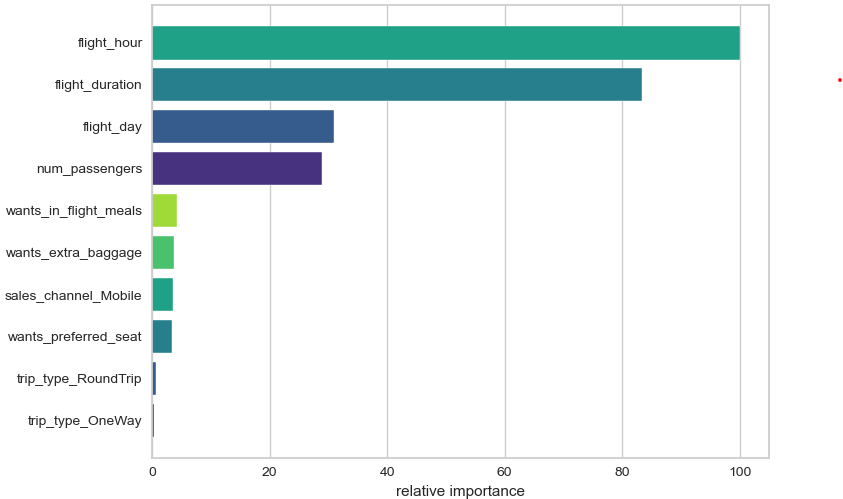 flight_hour
flight_duration
flight_day
num_passengers
wants_in_flight_meals
wants_extra_baggage
sales_channel_Mobile
wants_preferred_seat
trip_type_RoundTrip
trip_type_OneWay
0 20 40 60 80 100
relative importance